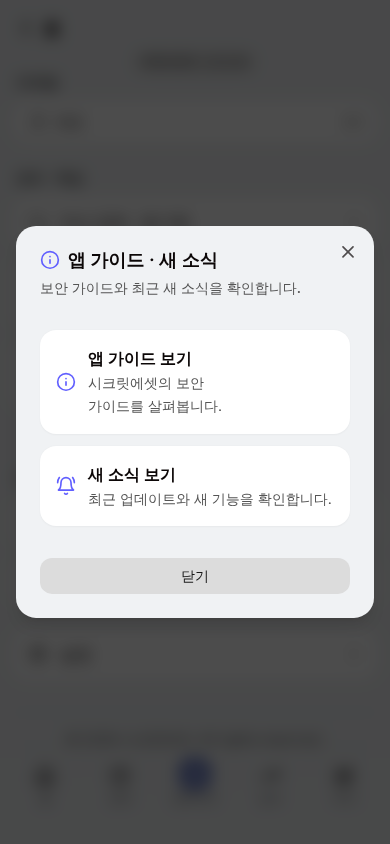 앱 가이드 · 새 소식
보안 가이드와 최근 새 소식을 확인합니다.
앱 가이드 보기
시크릿에셋의 보안
가이드를 살펴봅니다.
새 소식 보기
최근 업데이트와 새 기능을 확인합니다.
닫기